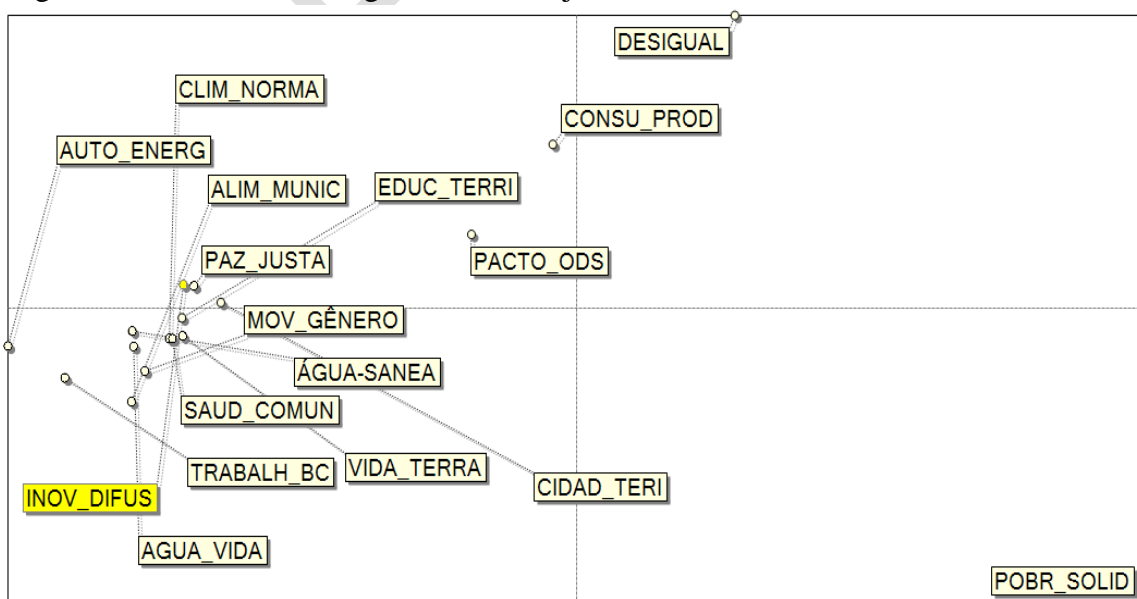 DESIGUAL
CLIM_NORMA
CONSU_PROD
AUTO_ENERG
ALIM_MUNIC
EDUC_TERRI
PAZ_JUSTA
PACTO_ODS
MOV_GÊNERO
ÁGUA-SANEA
SAUD_COMUN
TRABALH_BC
VIDA_TERRA
CIDAD_TERI
INOV_DIFUS
AGUA_VIDA
POBR_SOLID